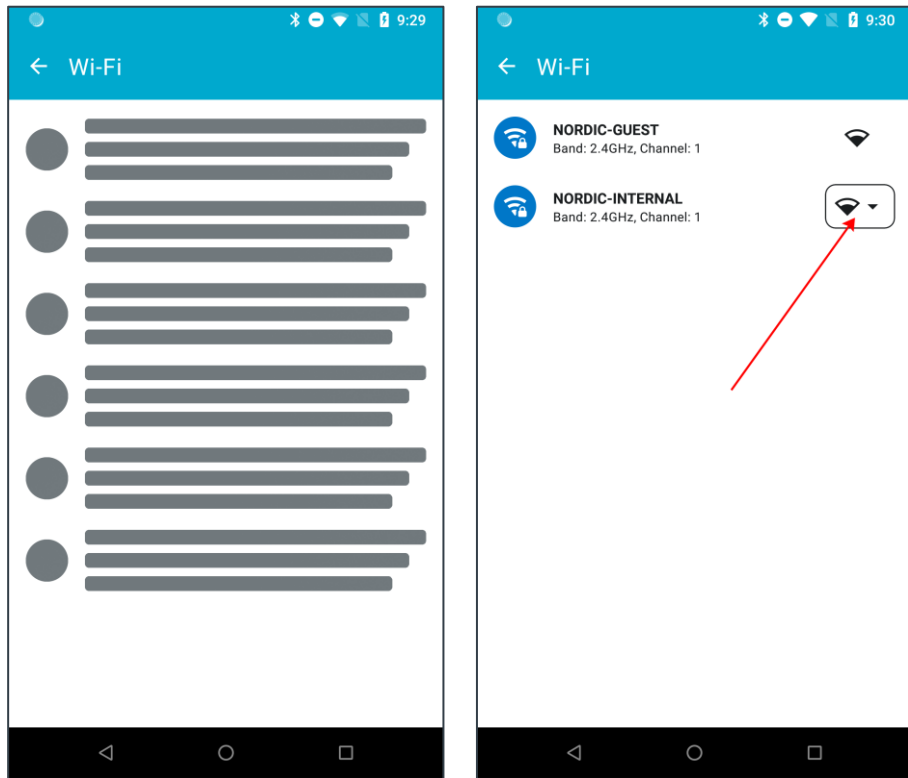 9:29
Wi-Fi
9:30
Wi-Fi
NORDIC-GUEST
Band: 2.4GHz, Channel: 1
NORDIC-INTERNAL
Band: 2.4GHz, Channel: 1